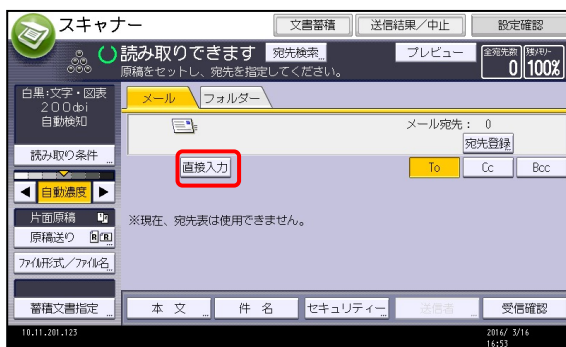 スキャナー
文書蓄積
送信結果/中止
設定確認
読み取りできます
宛先検索
プレビュー
全宛先数
0
残メモリー
100%
原稿をセットし、宛先を指定してください。
白黒:文字・図表
200dpi
自動検知
メール
フォルダー
メール宛先: 0
宛先登録
読み取り条件
直接入力
To
Cc
Bcc
自動濃度
片面原稿
※現在、宛先表は使用できません。
原稿送り
ファイル形式/ファイル名
蓄積文書指定
本 文
件 名
セキュリティー
送信者
受信確認
10.11.201.123
2016/ 3/16
16:53